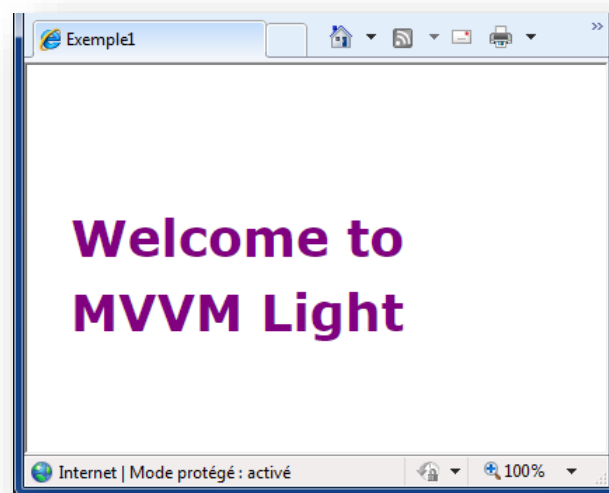 Exemple1
Welcome to
MVVM Light
Internet | Mode protégé : activé
100%